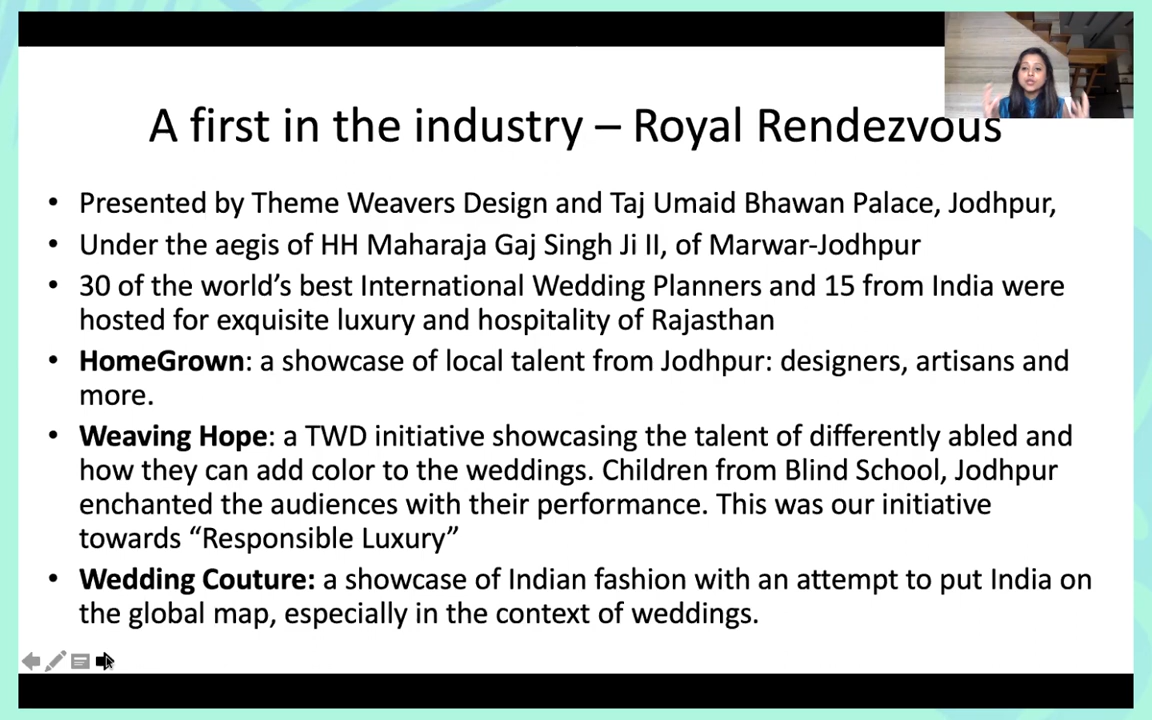 A first in the industry – Royal Rendezvous
• Presented by Theme Weavers Design and Taj Umaid Bhawan Palace, Jodhpur,
• Under the aegis of HH Maharaja Gaj Singh Ji II, of Marwar-Jodhpur
• 30 of the world’s best International Wedding Planners and 15 from India were
hosted for exquisite luxury and hospitality of Rajasthan
• HomeGrown: a showcase of local talent from Jodhpur: designers, artisans and
more.
• Weaving Hope: a TWD initiative showcasing the talent of differently abled and
how they can add color to the weddings. Children from Blind School, Jodhpur
enchanted the audiences with their performance. This was our initiative
towards “Responsible Luxury”
• Wedding Couture: a showcase of Indian fashion with an attempt to put India on
the global map, especially in the context of weddings.